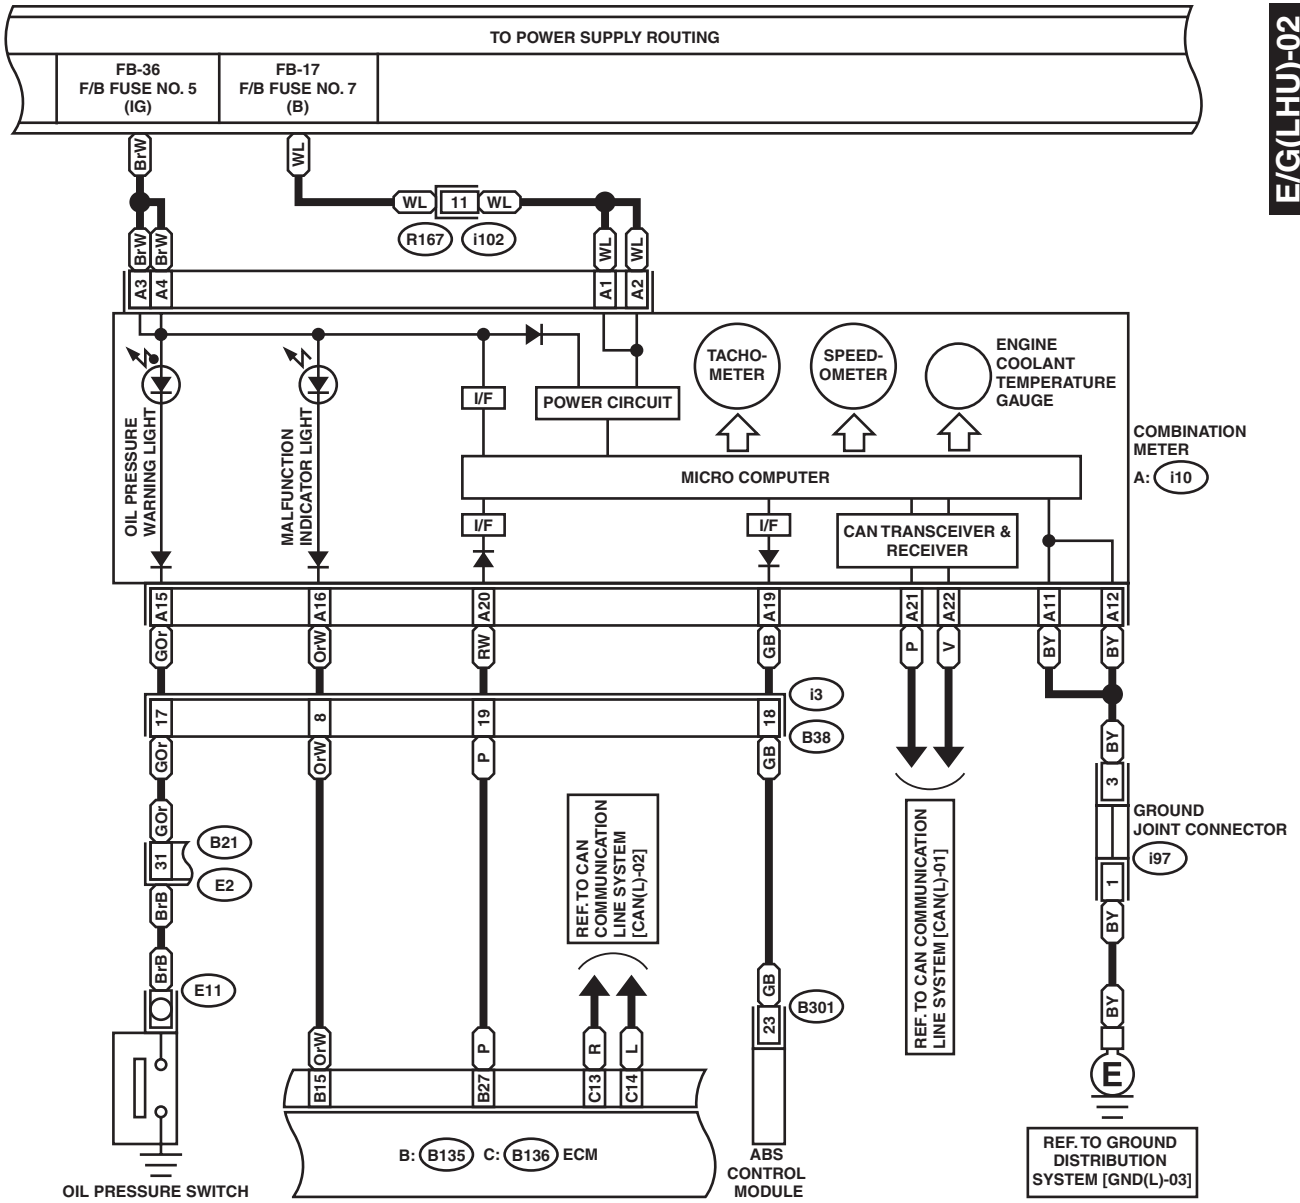 TO POWER SUPPLY ROUTING
E/G(LHU)-02
FB-36
F/B FUSE NO. 5
(IG)
FB-17
F/B FUSE NO. 7
(B)
BrW
WL
WL
11
WL
R167
i102
BrW
BrW
WL
WL
A3
A4
A1
A2
OIL PRESSURE
WARNING LIGHT
MALFUNCTION
INDICATOR LIGHT
I/F
POWER CIRCUIT
TACHO-
METER
SPEED-
OMETER
ENGINE
COOLANT
TEMPERATURE
GAUGE
COMBINATION
METER
A: i10
MICRO COMPUTER
I/F
I/F
CAN TRANSCEIVER &
RECEIVER
A15
A16
A20
A19
A21
A22
A11
A12
GOr
OrW
RW
GB
P
V
BY
BY
i3
17
8
19
18
B38
GOr
OrW
P
GB
BY
3
GROUND
JOINT CONNECTOR
i97
1
BY
GOr
31
B21
E2
BrB
BrB
E11
REF. TO CAN
COMMUNICATION
LINE SYSTEM
[CAN(L)-02]
REF. TO CAN COMMUNICATION
LINE SYSTEM [CAN(L)-01]
GB
23
B301
BY
E
OrW
P
R
L
B15
B27
C13
C14
B: B135 C: B136 ECM
ABS
CONTROL
MODULE
OIL PRESSURE SWITCH
REF. TO GROUND
DISTRIBUTION
SYSTEM [GND(L)-03]